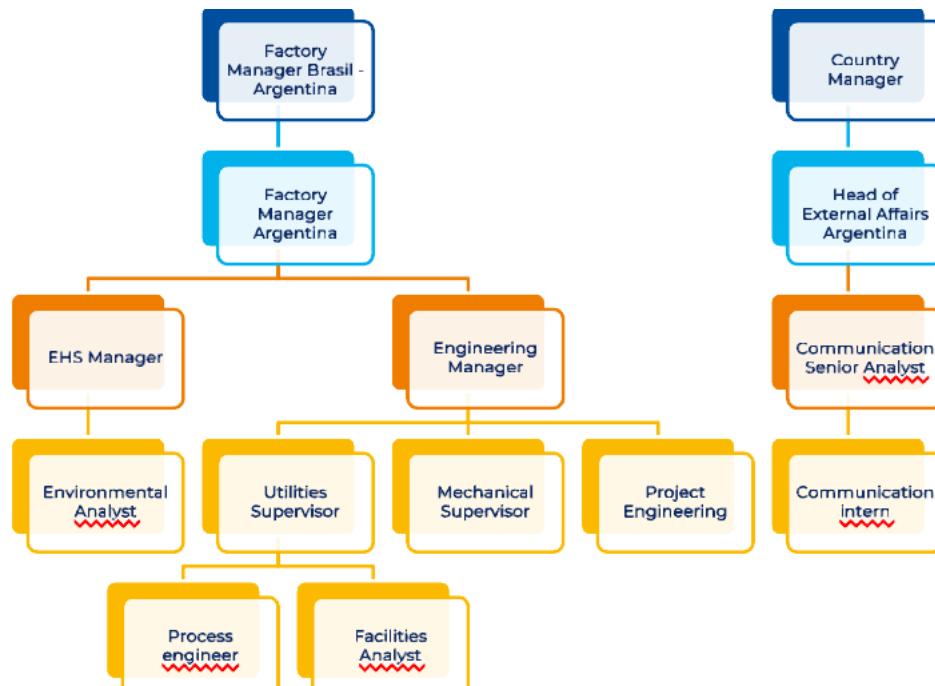 Factory
Manager Brasil -
Argentina
Country
Manager
Factory
Manager
Argentina
Head of
External Affairs
Argentina
EHS Manager
Engineering
Manager
Communication
Senior Analyst
Environmental
Analyst
Utilities
Supervisor
Mechanical
Supervisor
Project
Engineering
Communication
intern
Process
engineer
Facilities
Analyst